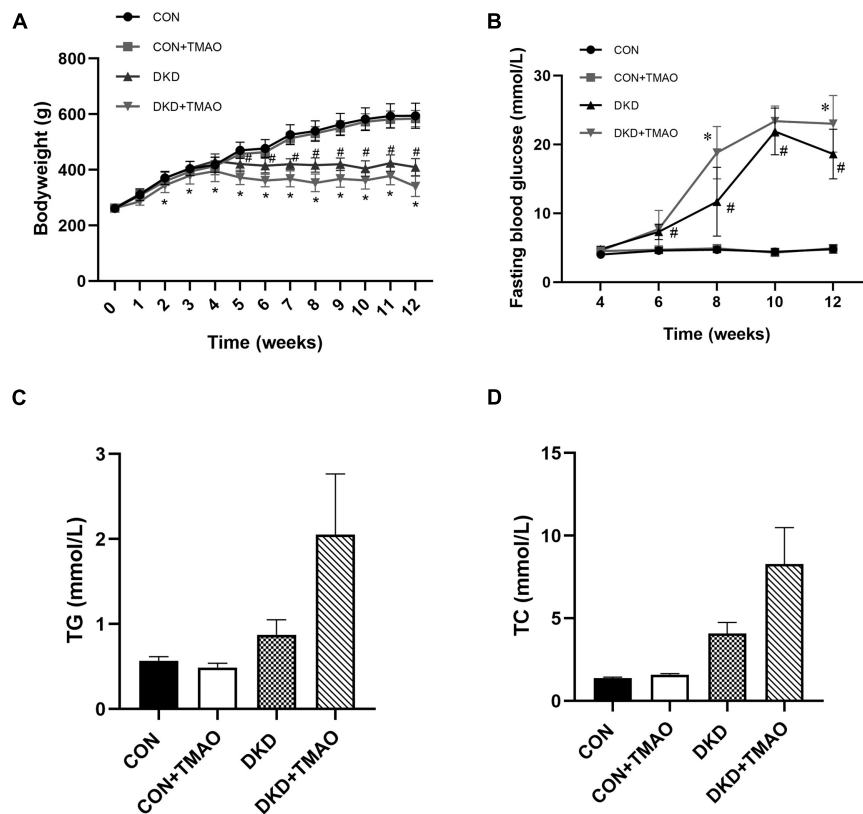 A
CON
CON+TMAO
DKD
DKD+TMAO
Bodyweight (g)
800
600
400
200
0
# # # # # # # #
* * * * * * * * * * *
0 1 2 3 4 5 6 7 8 9 10 11 12
Time (weeks)
B
CON
CON+TMAO
DKD
DKD+TMAO
Fasting blood glucose (mmol/L)
30
20
10
0
* *
# # # #
4 6 8 10 12
Time (weeks)
C
TG (mmol/L)
3
2
1
0
CON CON+TMAO DKD DKD+TMAO
D
TC (mmol/L)
15
10
5
0
CON CON+TMAO DKD DKD+TMAO